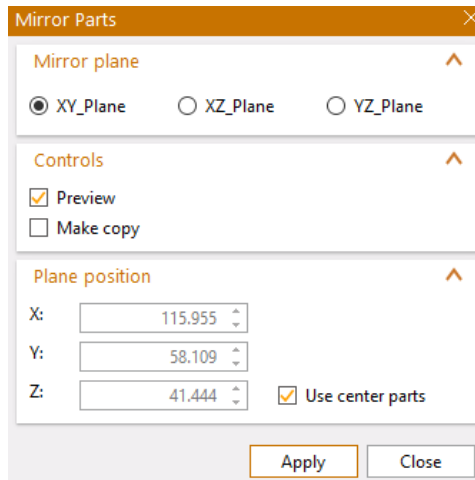 Mirror Parts
Mirror plane
XY_Plane XZ_Plane YZ_Plane
Controls
Preview
Make copy
Plane position
X: 115.955
Y: 58.109
Z: 41.444 Use center parts
Apply Close